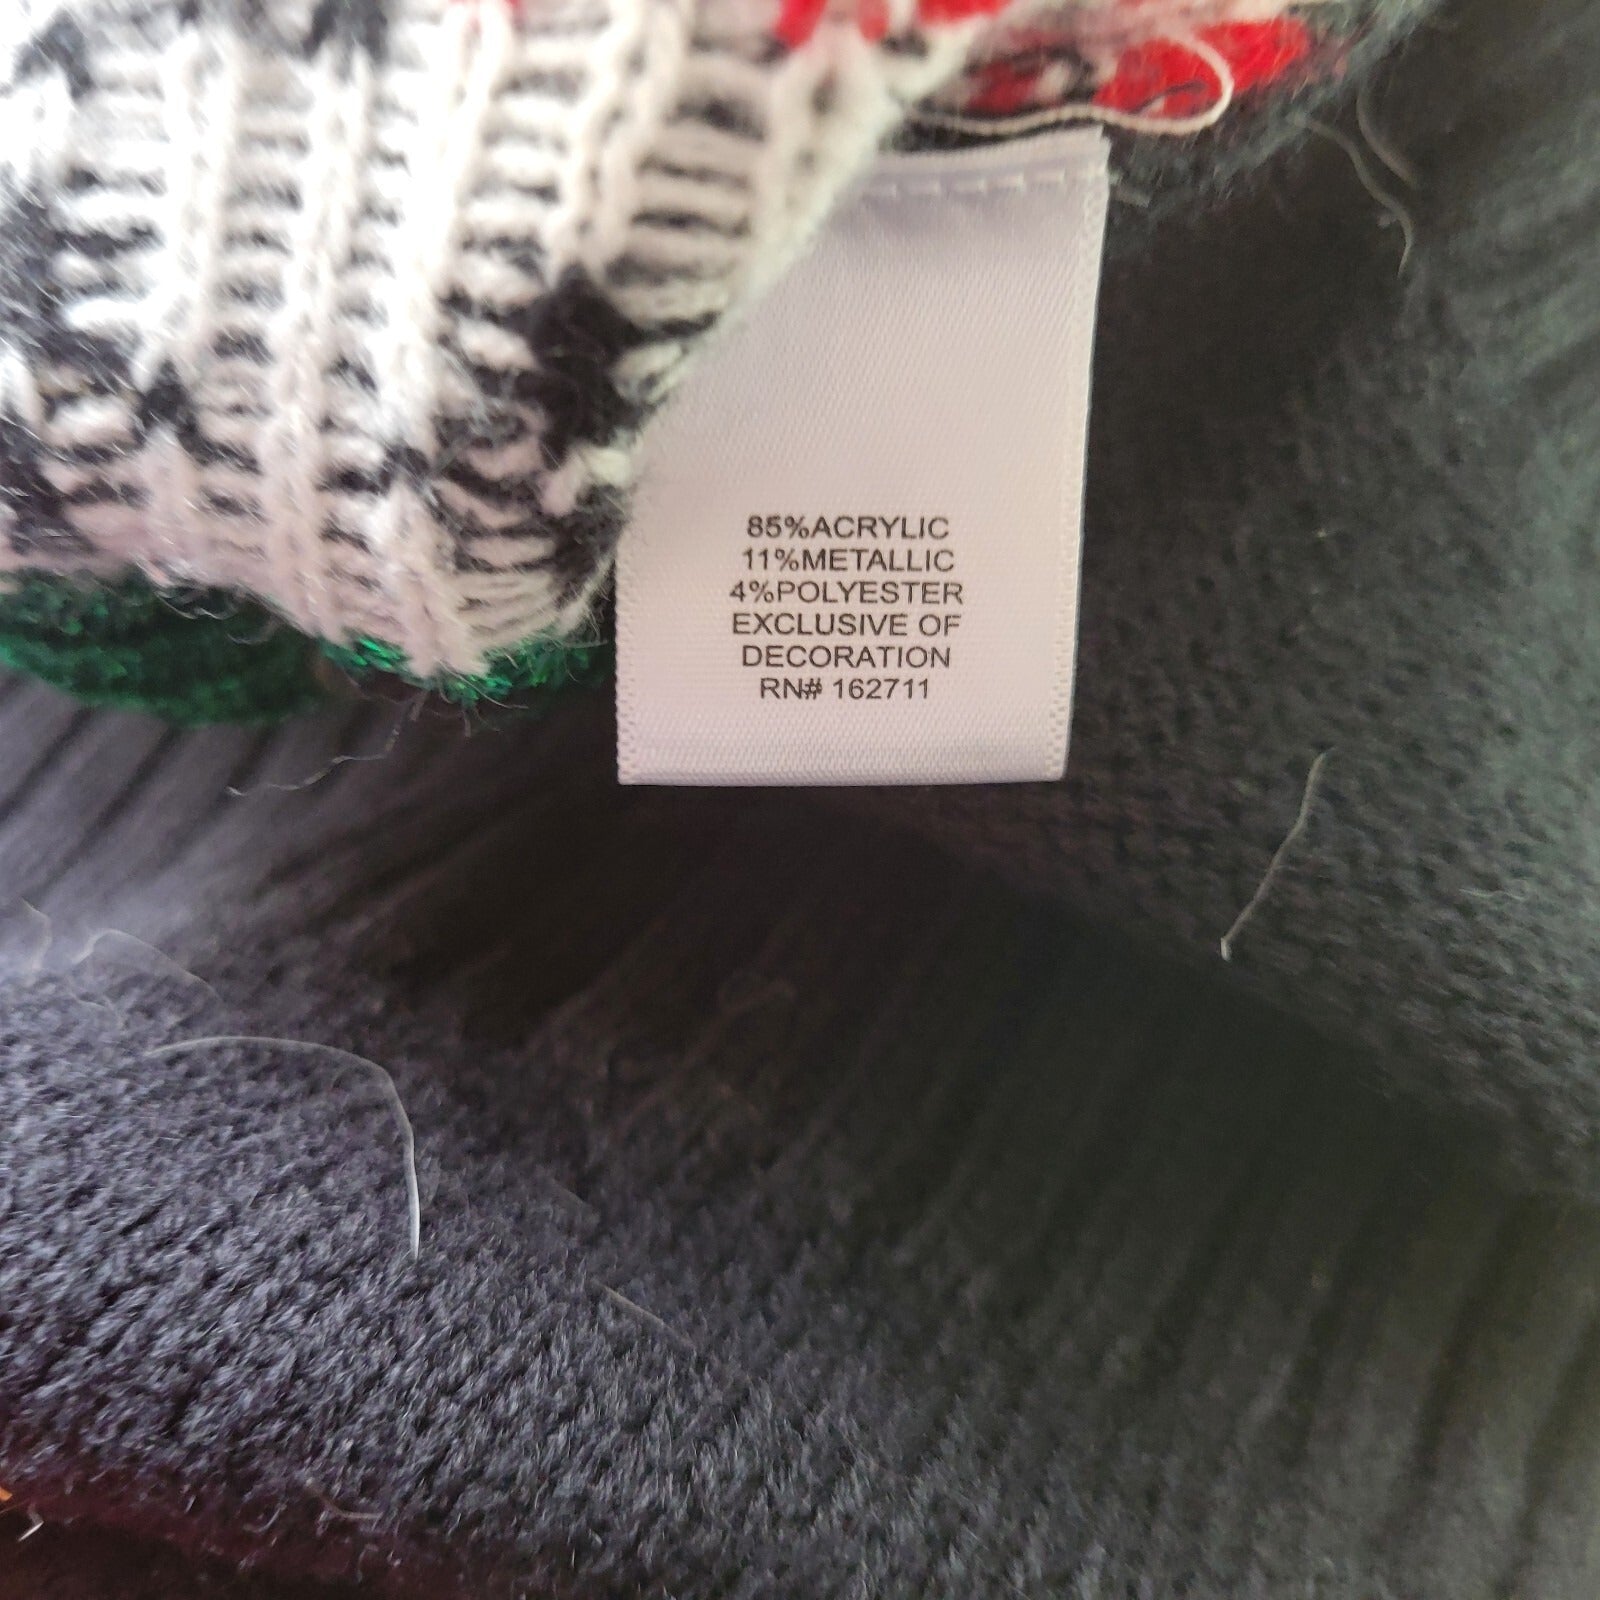 85%ACRYLIC
11%METALLIC
4%POLYESTER
EXCLUSIVE OF
DECORATION
RN# 162711